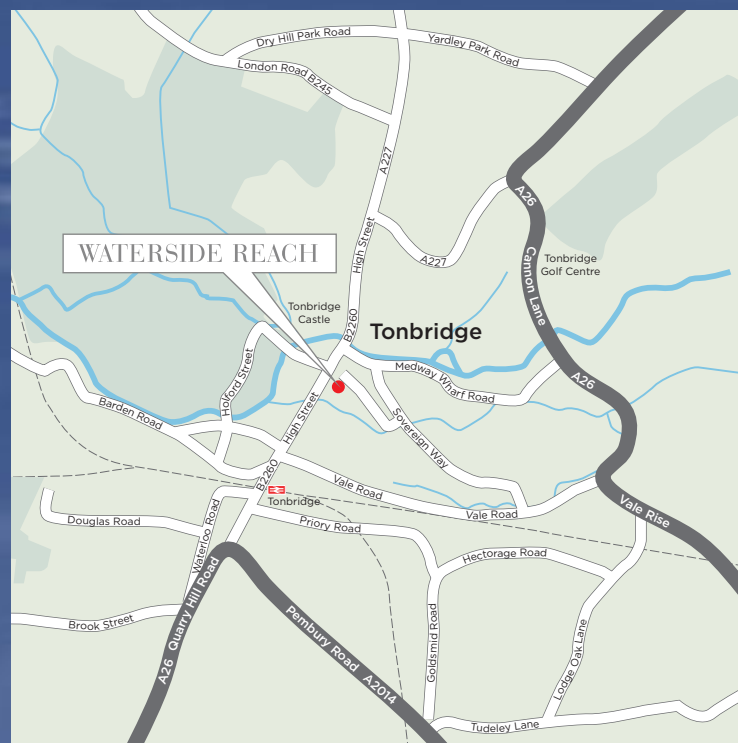 Dry Hill Park Road
Yardley Park Road
London Road B245
A227
A26
High Street
A227
Cannon Lane
Tonbridge
Golf Centre
WATERSIDE REACH
Tonbridge
Castle
B2260
Tonbridge
Holford Street
Medway Wharf Road
A26
Barden Road
High Street
Sovereign Way
B2260
Vale Road
Tonbridge
Vale Road
Vale Rise
Douglas Road
Waterloo Road
Priory Road
Hectorage Road
Brook Street
A26 Quarry Hill Road
Pembury Road A2014
Goldsmid Road
Lodge Oak Lane
Tudeley Lane